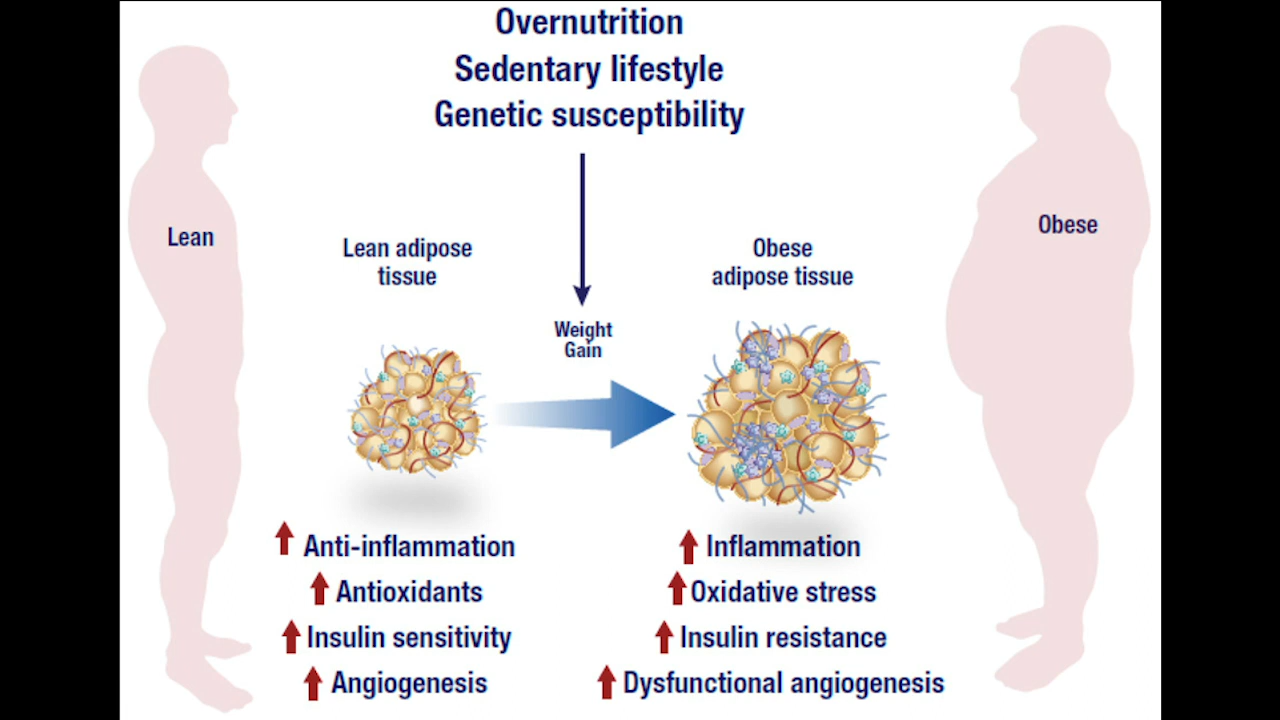 Overnutrition
Sedentary lifestyle
Genetic susceptibility
Lean
Obese
Lean adipose
tissue
Obese
adipose tissue
Weight
Gain
Anti-inflammation
Antioxidants
Insulin sensitivity
Angiogenesis
Inflammation
Oxidative stress
Insulin resistance
Dysfunctional angiogenesis